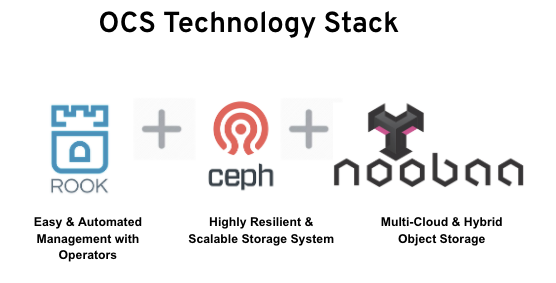 OCS Technology Stack
ROOK
ceph
noobaa
Easy & Automated
Management with
Operators
Highly Resilient &
Scalable Storage System
Multi-Cloud & Hybrid
Object Storage